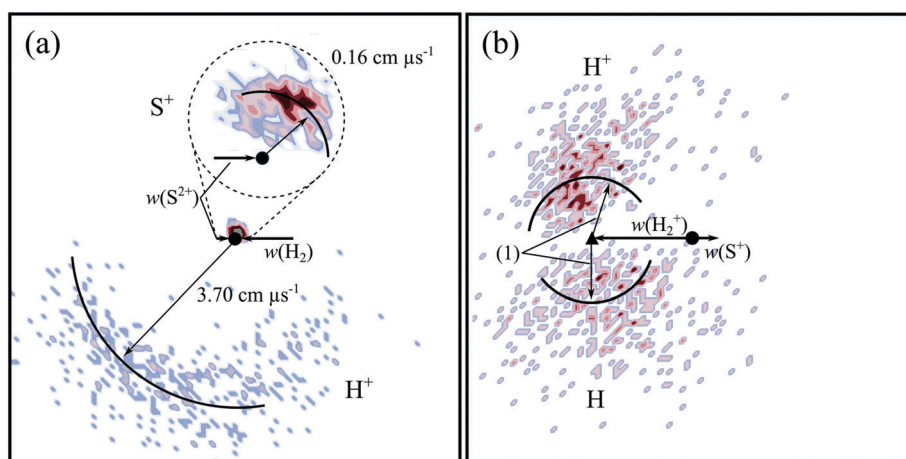 (a)
0.16 cm µs⁻¹
S⁺
w(S²⁺)
w(H₂)
3.70 cm µs⁻¹
H⁺
(b)
H⁺
w(H₂⁺)
(1)
w(S⁺)
H